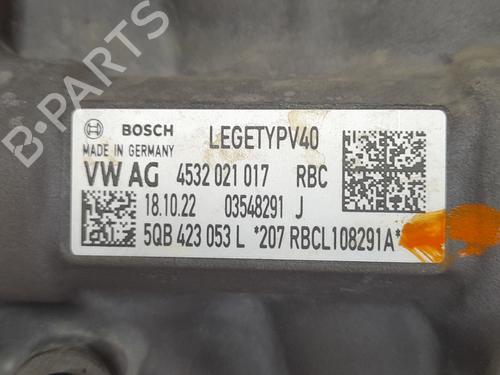 BOSCH LEGETYPV40
MADE IN GERMANY
VW AG 4532 021 017 RBC
18.10.22 03548291 J
5QB 423 053 L *207 RBCL108291A*
B-PARTS